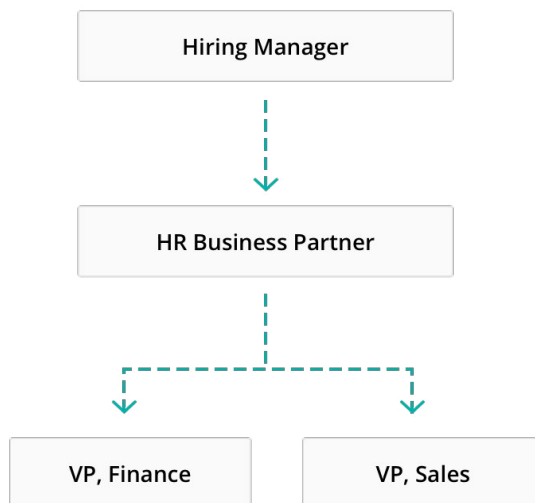 Hiring Manager
HR Business Partner
VP, Finance
VP, Sales